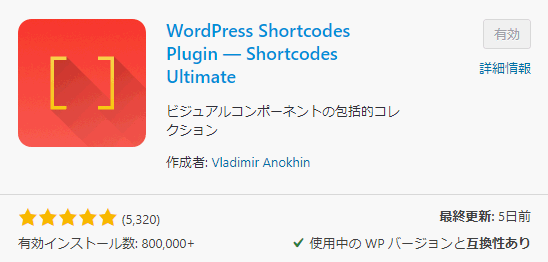 WordPress Shortcodes
Plugin — Shortcodes
Ultimate
有効
詳細情報
ビジュアルコンポーネントの包括的コレ
クション
作成者: Vladimir Anokhin
(5,320)
最終更新: 5日前
有効インストール数: 800,000+
使用中の WP バージョンと互換性あり